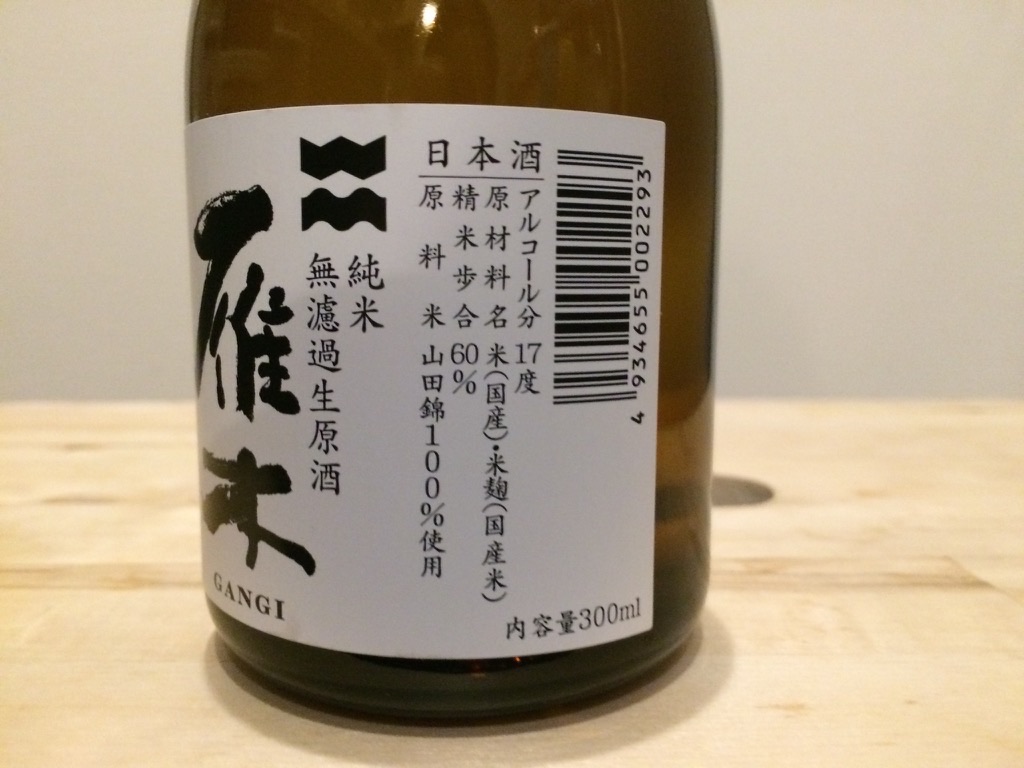 雁木
GANGI
純米
無濾過生原酒
日本酒
アルコール分 17度
原材料名 米(国産)・米麹(国産米)
精米歩合 60%
原料米 山田錦100%使用
内容量300ml
4 934655 002293